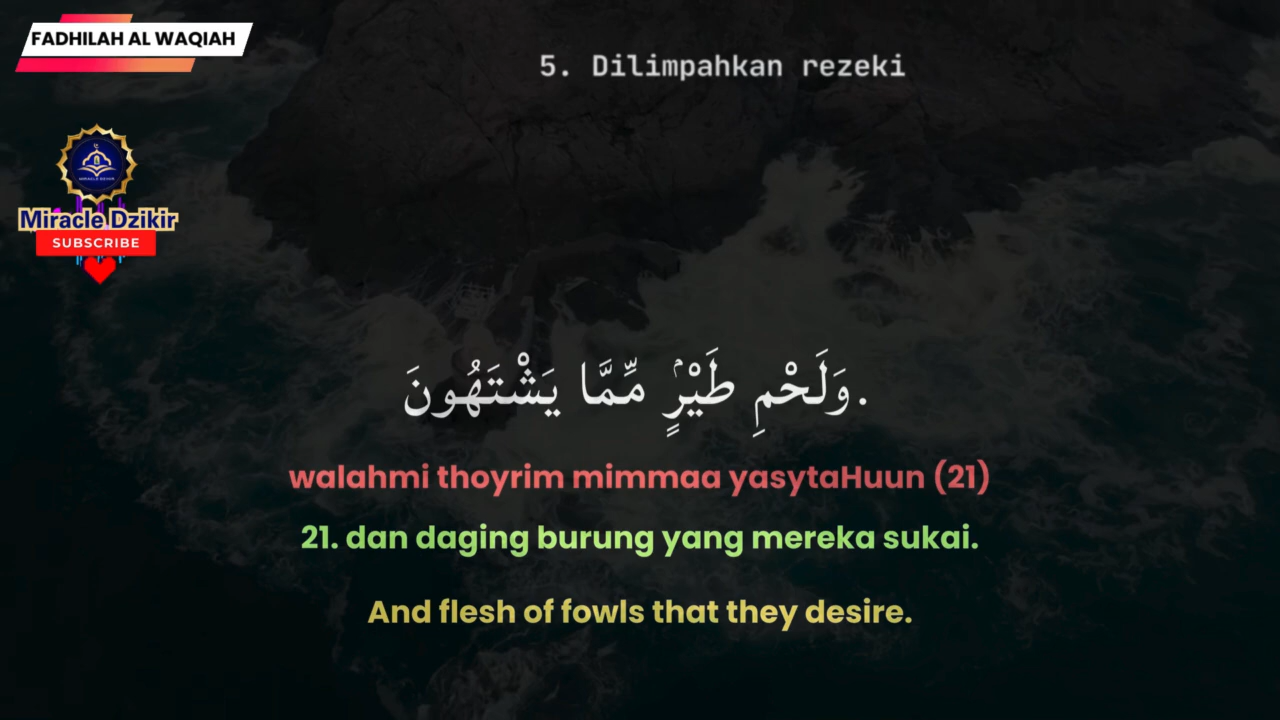 FADHILAH AL WAQIAH
5. Dilimpahkan rezeki
Miracle Dzikir
SUBSCRIBE
وَلَحْمِ طَيْرٍۢ مِّمَّا يَشْتَهُونَ.
walahmi thoyrim mimmaa yasytaHuun (21)
21. dan daging burung yang mereka sukai.
And flesh of fowls that they desire.